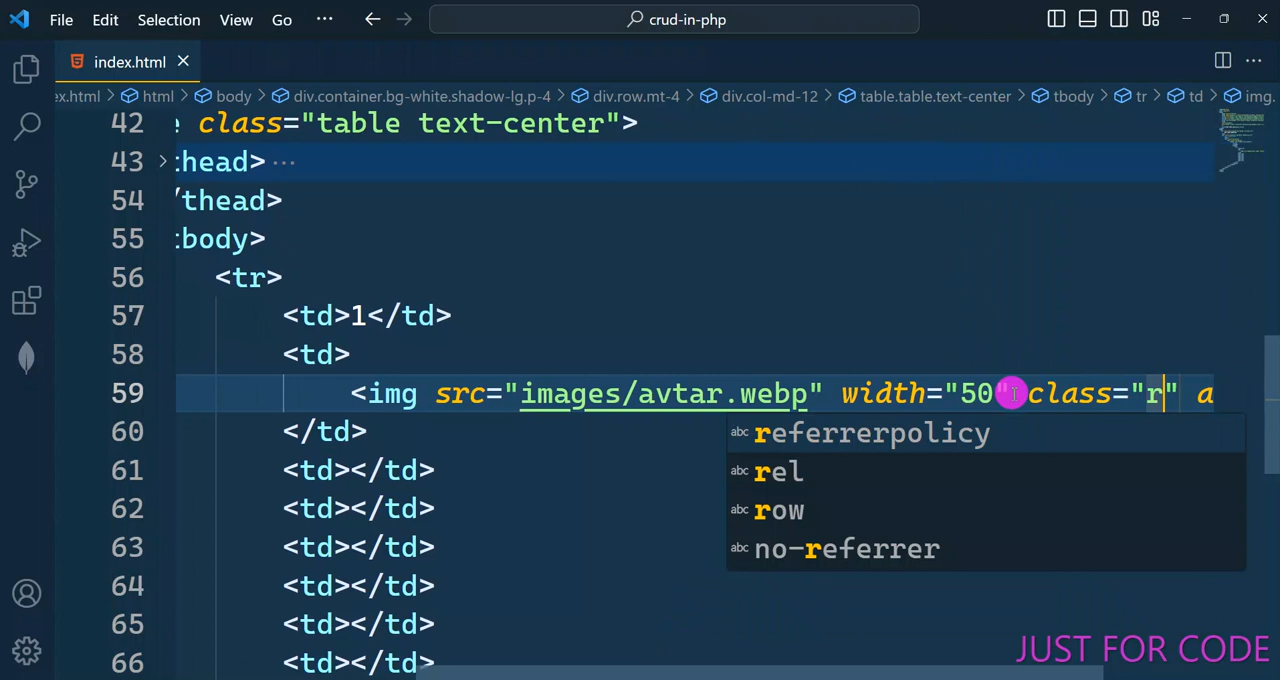 File Edit Selection View Go ··· crud-in-php
index.html
ex.html > html > body > div.container.bg-white.shadow-lg.p-4 > div.row.mt-4 > div.col-md-12 > table.table.text-center > tbody > tr > td > img.
42 e class="table text-center">
43 thead> ···
54 /thead>
55 tbody>
56 <tr>
57 <td>1</td>
58 <td>
59 <img src="images/avtar.webp" width="50" class="r" a
60 </td>
61 <td></td>
62 <td></td>
63 <td></td>
64 <td></td>
65 <td></td>
66 <td></td>
abc referrerpolicy
abc rel
abc row
abc no-referrer
JUST FOR CODE